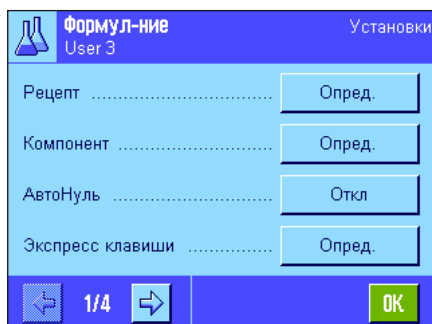 Формул-ние Установки
User 3
Рецепт ................................ Опред.
Компонент ........................... Опред.
АвтоНуль ............................ Откл
Экспресс клавиши ............... Опред.
1/4 OK